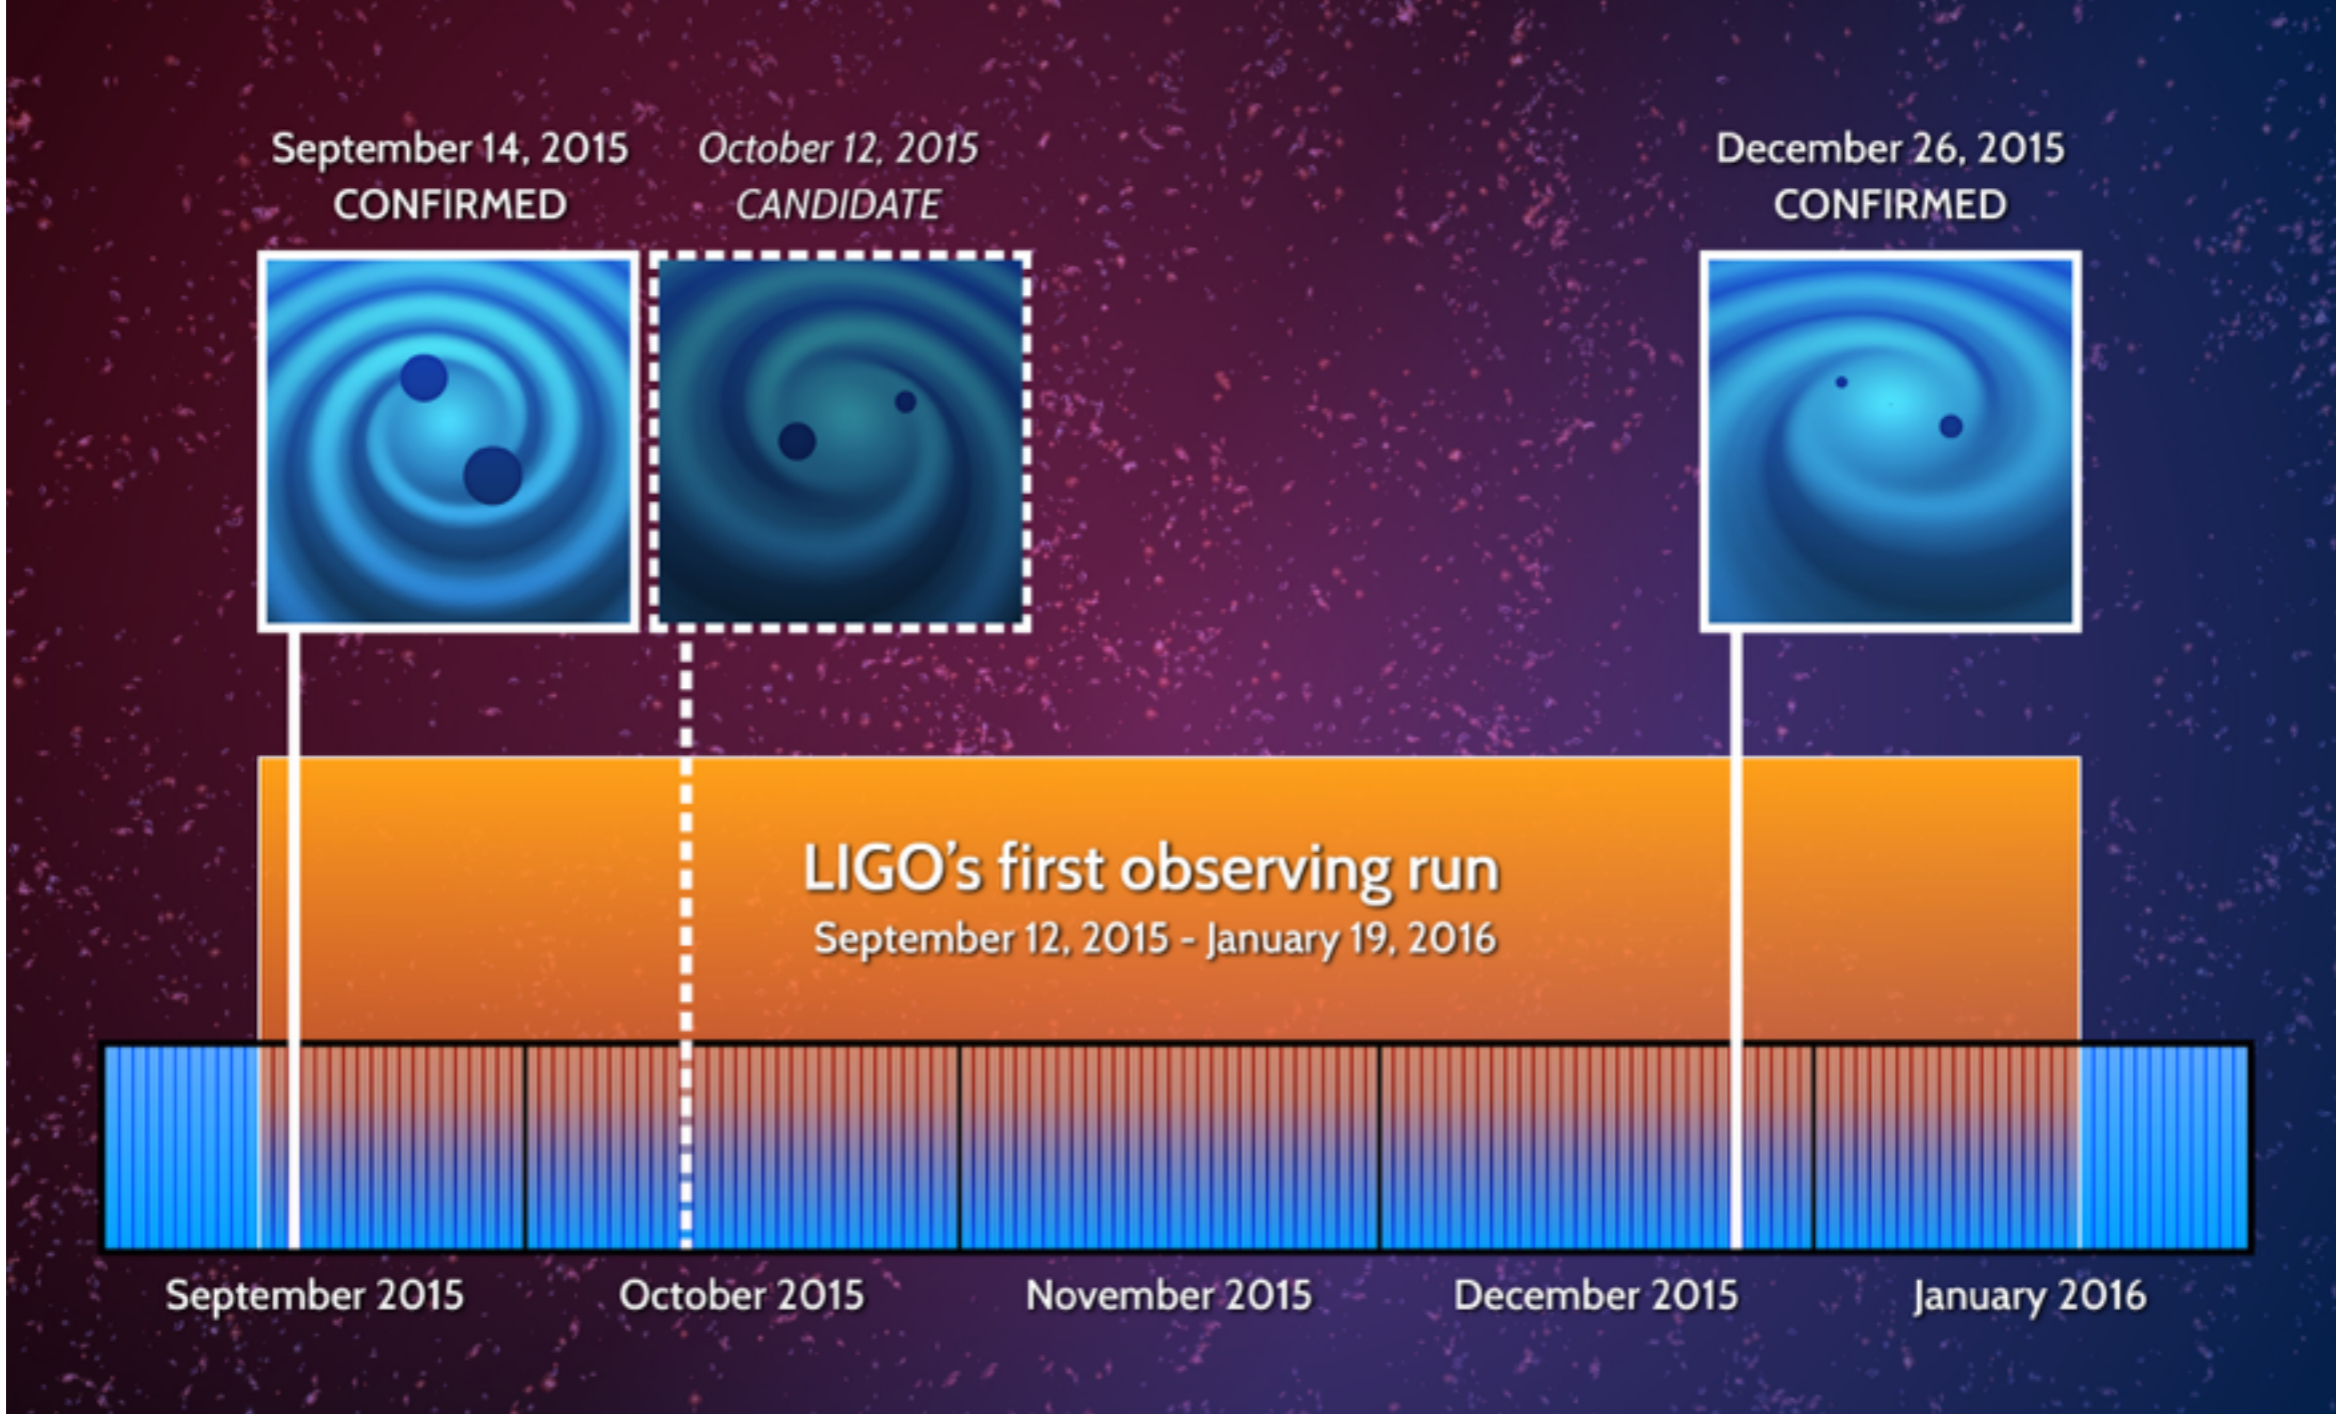 September 14, 2015
CONFIRMED
October 12, 2015
CANDIDATE
December 26, 2015
CONFIRMED
LIGO’s first observing run
September 12, 2015 - January 19, 2016
September 2015
October 2015
November 2015
December 2015
January 2016